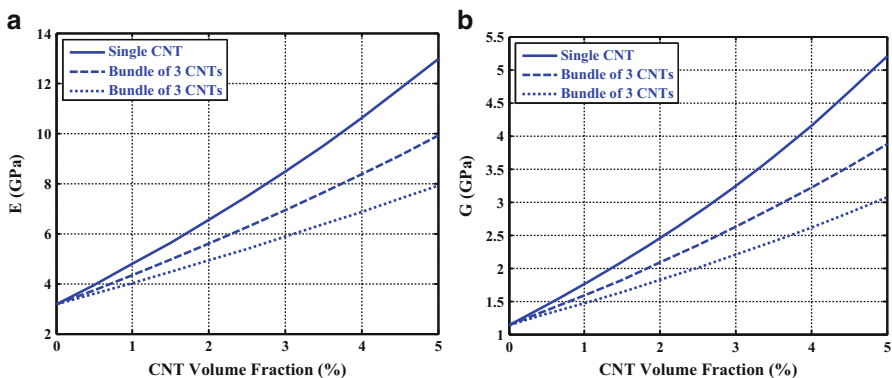 a
14
12
10
8
6
4
2
E (GPa)
Single CNT
Bundle of 3 CNTs
Bundle of 3 CNTs
0 1 2 3 4 5
CNT Volume Fraction (%)
b
5.5
5
4.5
4
3.5
3
2.5
2
1.5
1
G (GPa)
Single CNT
Bundle of 3 CNTs
Bundle of 3 CNTs
0 1 2 3 4 5
CNT Volume Fraction (%)